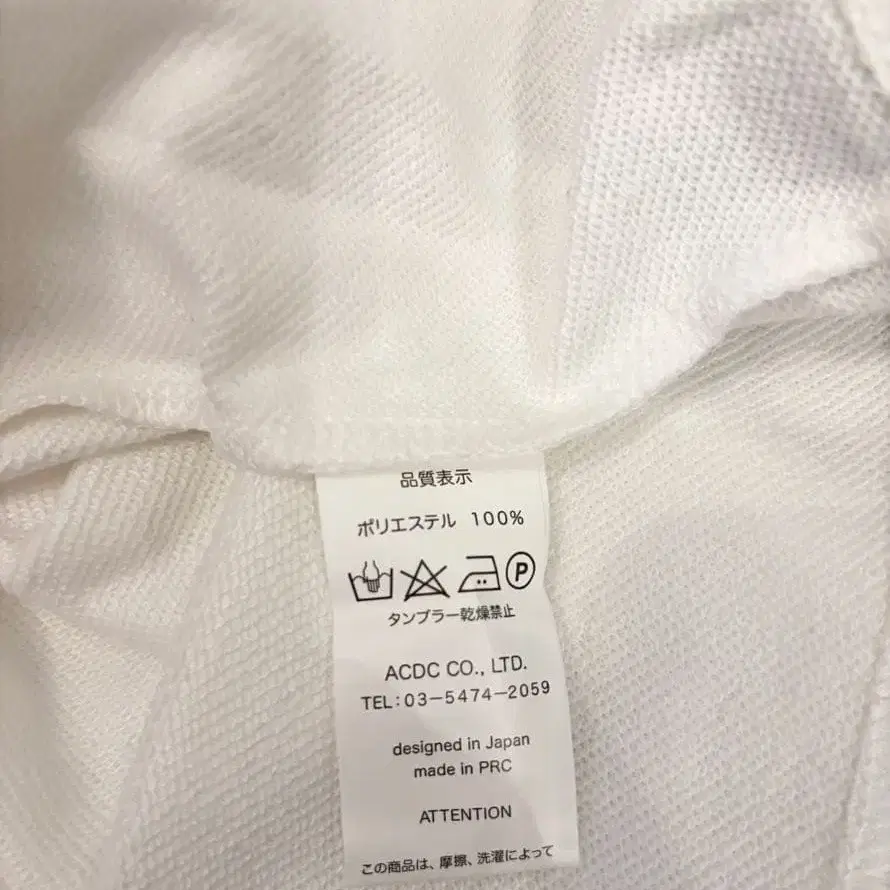 品質表示
ポリエステル 100%
P
タンブラー乾燥禁止
ACDC CO., LTD.
TEL:03-5474-2059
designed in Japan
made in PRC
ATTENTION
この商品は、摩擦、洗濯によって